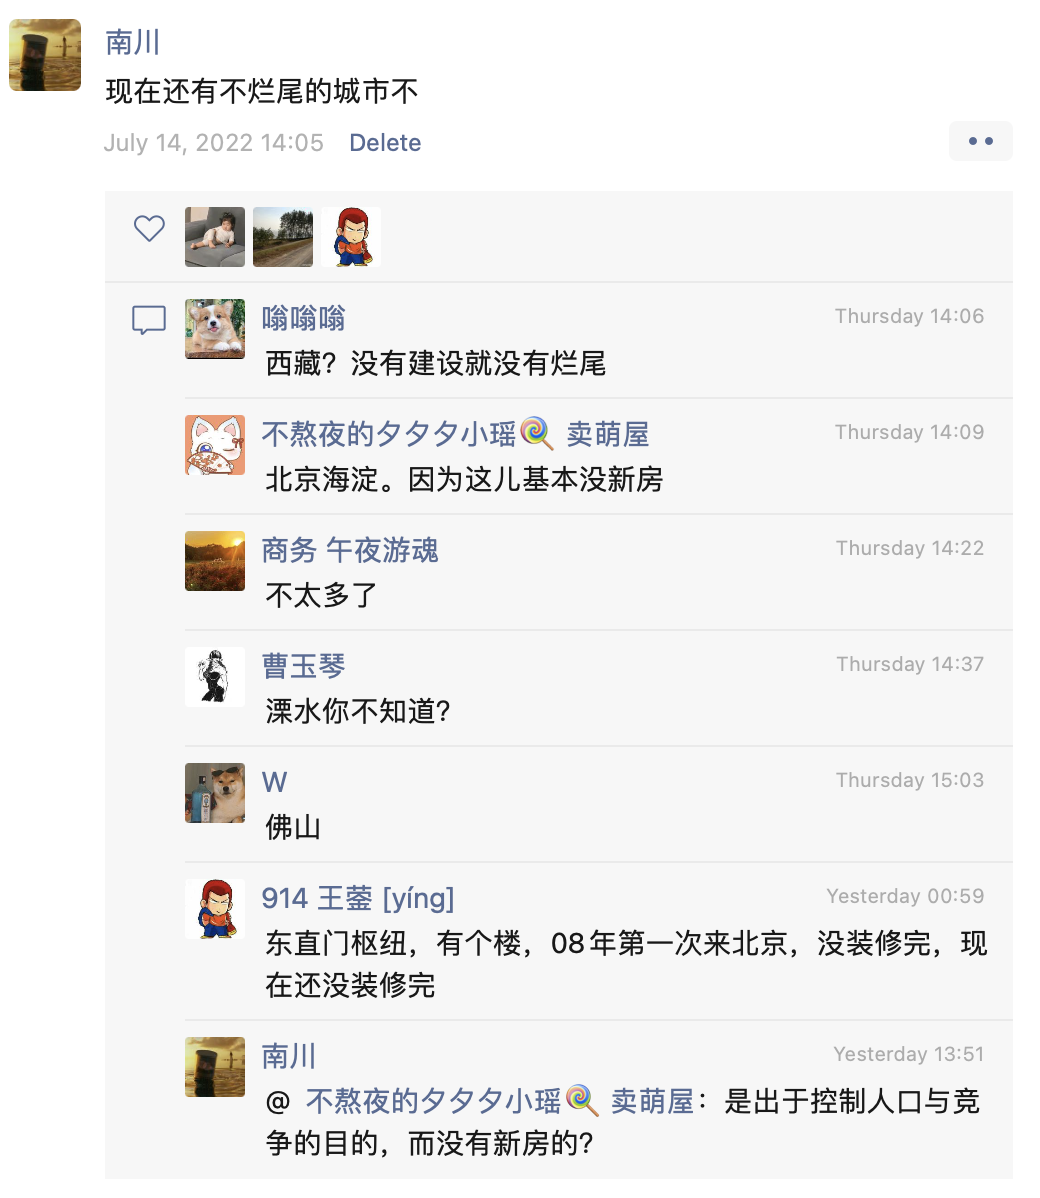 南川
现在还有不烂尾的城市不
July 14, 2022 14:05 Delete
嗡嗡嗡 Thursday 14:06
西藏？没有建设就没有烂尾
不熬夜的夕夕夕小瑶🍭 卖萌屋 Thursday 14:09
北京海淀。因为这儿基本没新房
商务 午夜游魂 Thursday 14:22
不太多了
曹玉琴 Thursday 14:37
溧水你不知道？
W Thursday 15:03
佛山
914 王蓥 [yíng] Yesterday 00:59
东直门枢纽，有个楼，08年第一次来北京，没装修完，现
在还没装修完
南川 Yesterday 13:51
@ 不熬夜的夕夕夕小瑶🍭 卖萌屋：是出于控制人口与竞
争的目的，而没有新房的？